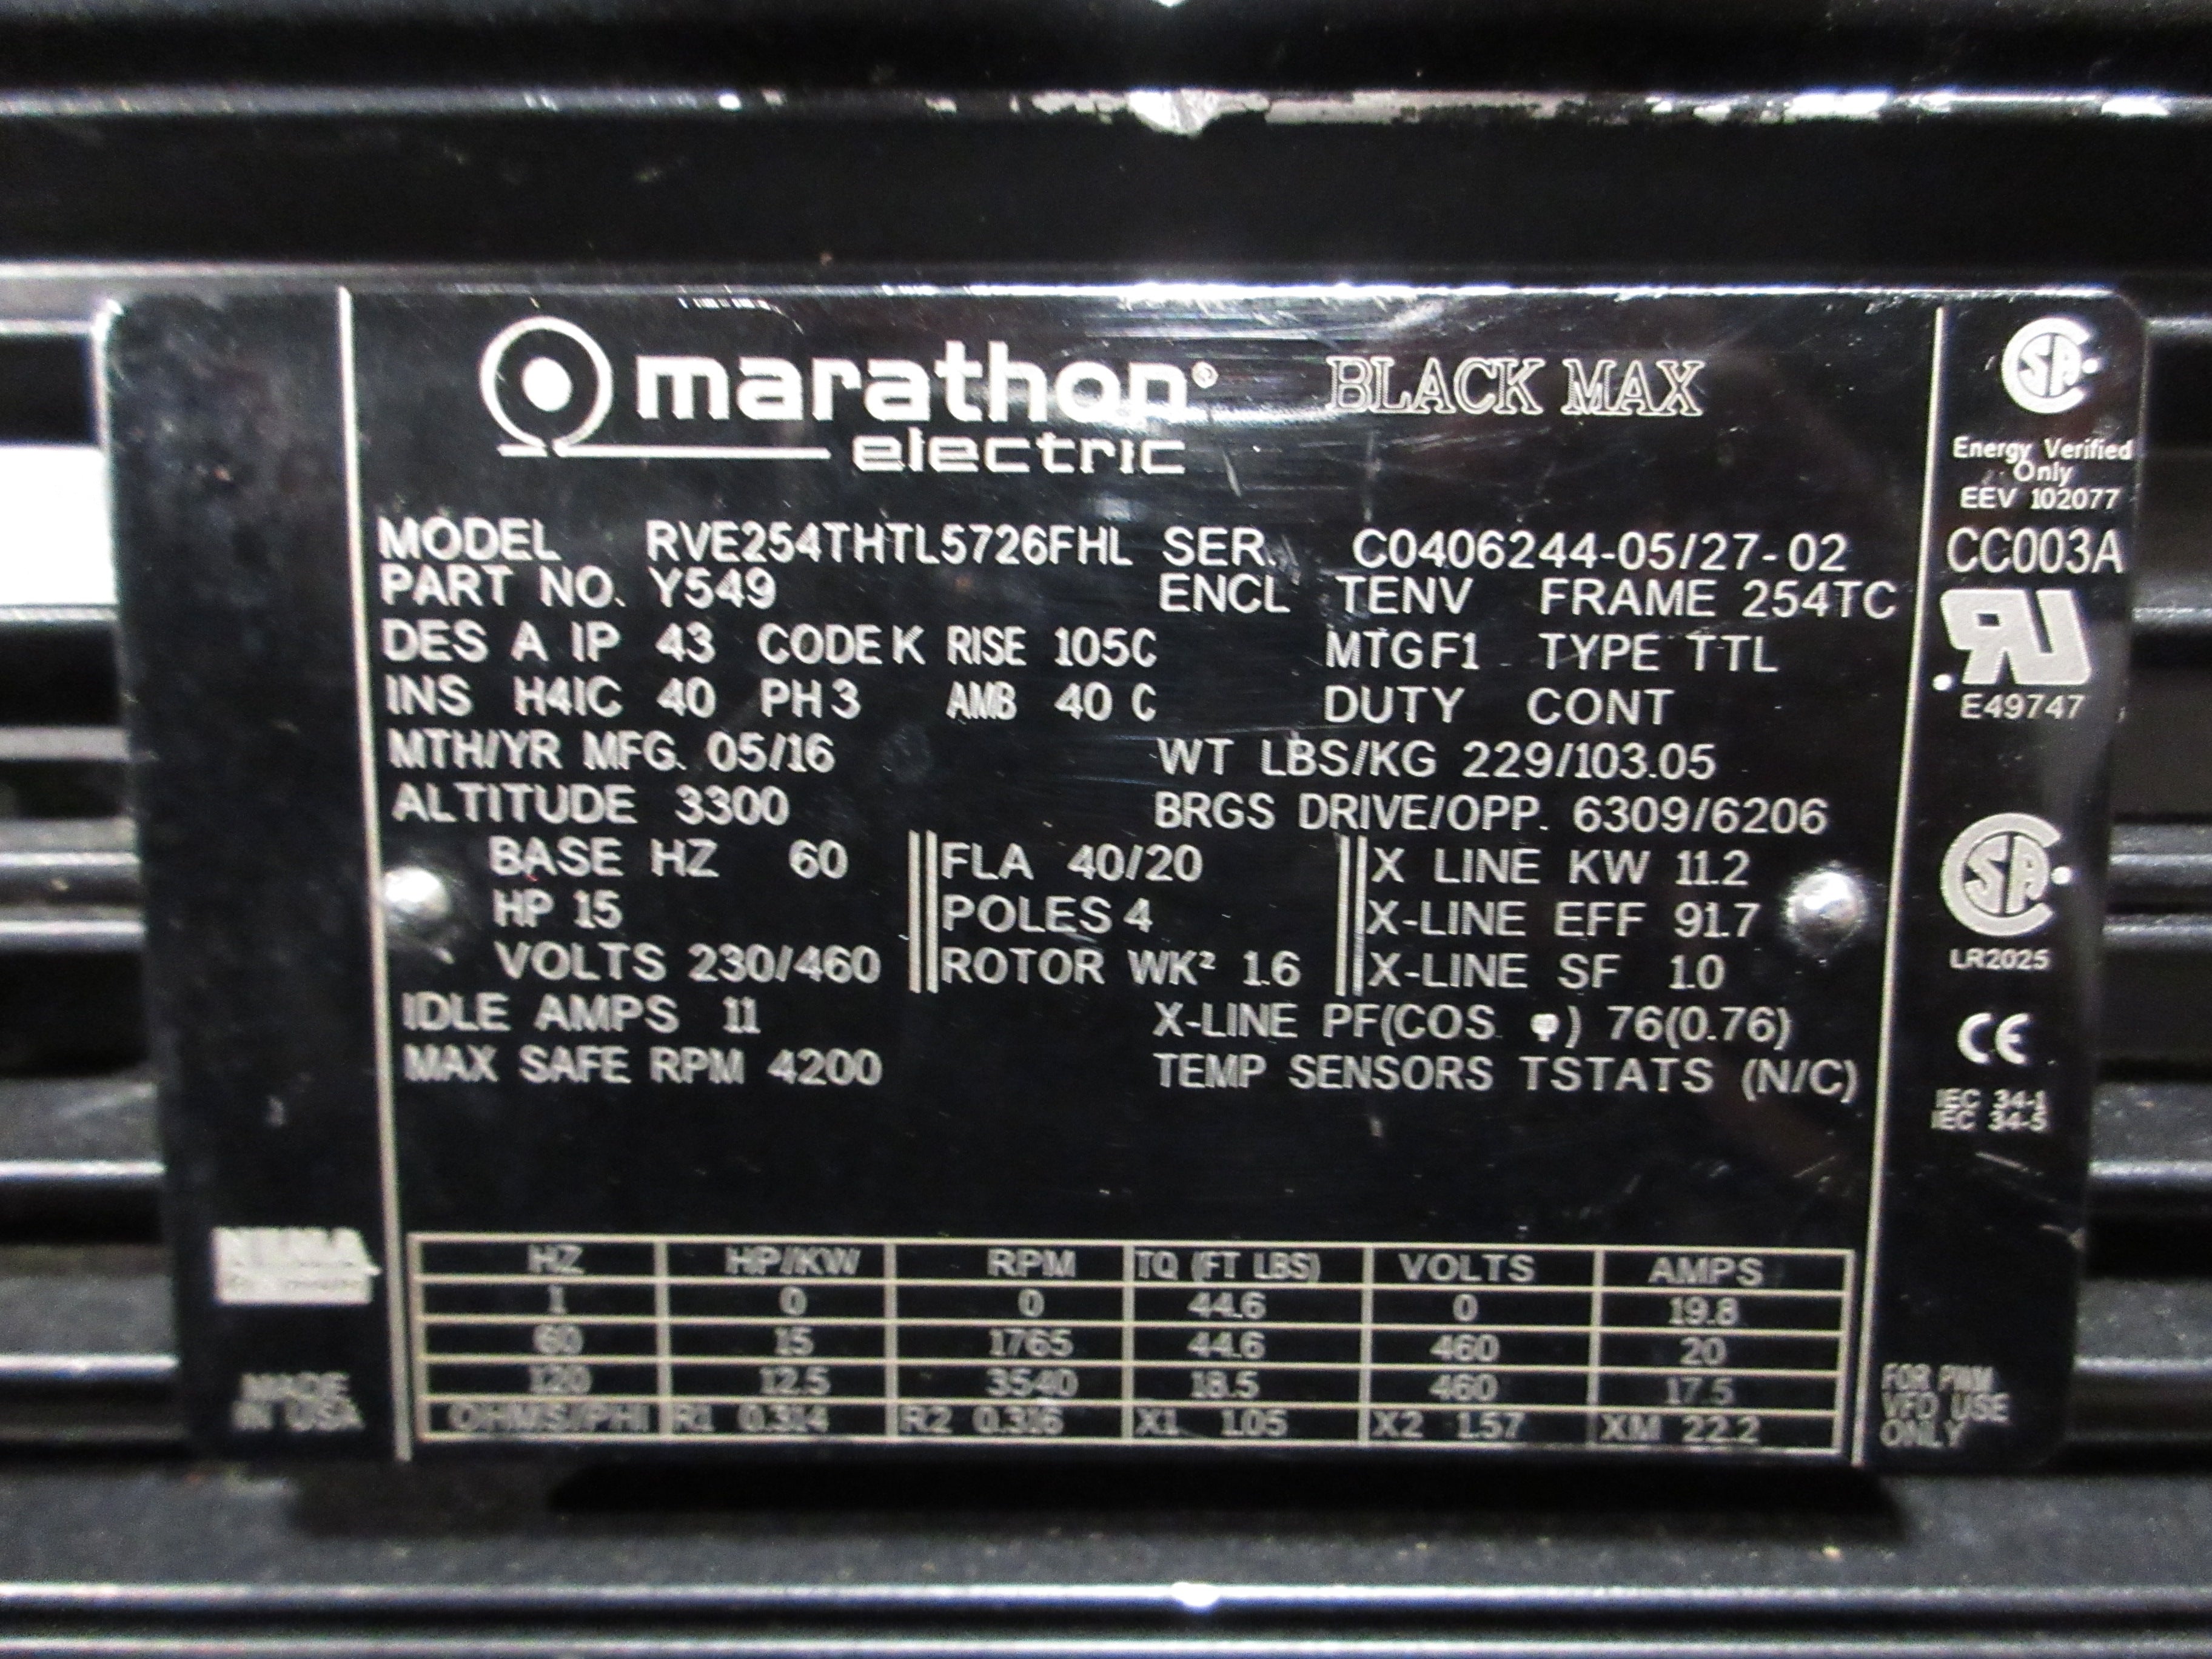 marathon® BLACK MAX
electric
MODEL RVE254THTL5726FHL SER. C0406244-05/27-02
PART NO. Y549 ENCL TENV FRAME 254TC
DES A IP 43 CODE K RISE 105C MTG F1 TYPE TTL
INS H4 IC 40 PH 3 AMB 40 C DUTY CONT
MTH/YR MFG. 05/16 WT LBS/KG 229/103.05
ALTITUDE 3300 BRGS DRIVE/OPP. 6309/6206
BASE HZ 60 FLA 40/20 X LINE KW 11.2
HP 15 POLES 4 X-LINE EFF 91.7
VOLTS 230/460 ROTOR WK² 1.6 X-LINE SF 1.0
IDLE AMPS 11 X-LINE PF(COS φ) 76(0.76)
MAX SAFE RPM 4200 TEMP SENSORS TSTATS (N/C)
HZ HP/KW RPM TQ (FT LBS) VOLTS AMPS
1 0 0 44.6 0 19.8
60 15 1765 44.6 460 20
120 12.5 3540 18.5 460 17.5
OHMS/PH R1 0.314 R2 0.316 X1 1.05 X2 1.57 XM 22.2
NEMA
MADE
IN USA
SA
Energy Verified
Only
EEV 102077
CC003A
UR
E49747
SA
LR2025
CE
IEC 34-1
IEC 34-5
FOR PWM
VFD USE
ONLY